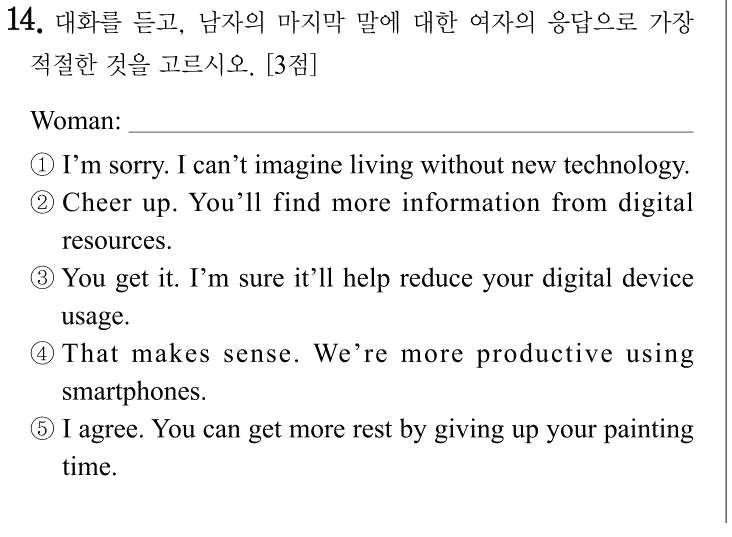 14. 대화를 듣고, 남자의 마지막 말에 대한 여자의 응답으로 가장
적절한 것을 고르시오. [3점]
Woman: ____________________
① I'm sorry. I can't imagine living without new technology.
② Cheer up. You'll find more information from digital
resources.
③ You get it. I'm sure it'll help reduce your digital device
usage.
④ That makes sense. We're more productive using
smartphones.
⑤ I agree. You can get more rest by giving up your painting
time.